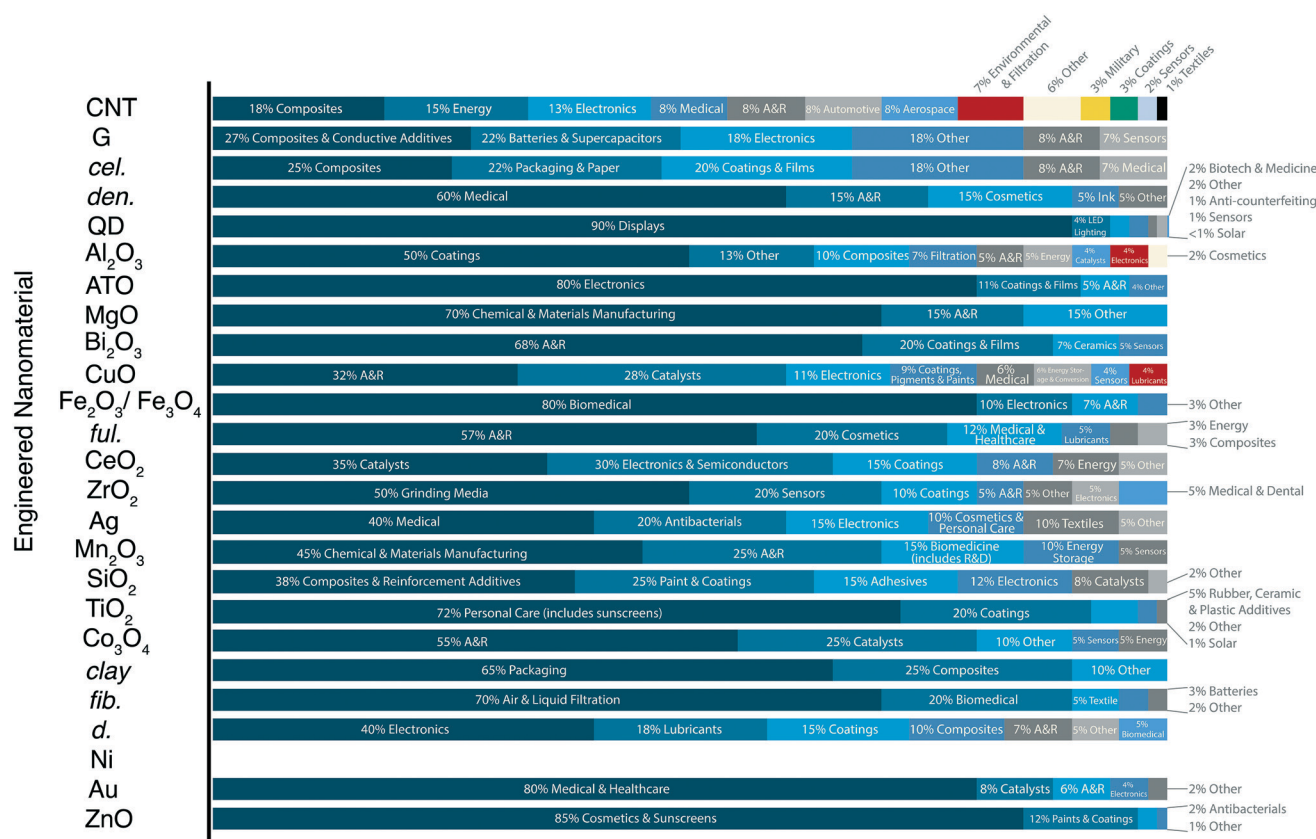 7% Environmental
& Filtration
6% Other
3% Military
3% Coatings
2% Sensors
1% Textiles
Engineered Nanomaterial
CNT
18% Composites
15% Energy
13% Electronics
8% Medical
8% A&R
8% Automotive
8% Aerospace
G
27% Composites & Conductive Additives
22% Batteries & Supercapacitors
18% Electronics
18% Other
8% A&R
7% Sensors
cel.
25% Composites
22% Packaging & Paper
20% Coatings & Films
18% Other
8% A&R
7% Medical
den.
60% Medical
15% A&R
15% Cosmetics
5% Ink
5% Other
QD
90% Displays
4% LED
Lighting
2% Biotech & Medicine
2% Other
1% Anti-counterfeiting
1% Sensors
<1% Solar
Al2O3
50% Coatings
13% Other
10% Composites
7% Filtration
5% A&R
5% Energy
4%
Catalysts
4%
Electronics
2% Cosmetics
ATO
80% Electronics
11% Coatings & Films
5% A&R
4% Other
MgO
70% Chemical & Materials Manufacturing
15% A&R
15% Other
Bi2O3
68% A&R
20% Coatings & Films
7% Ceramics
5% Sensors
CuO
32% A&R
28% Catalysts
11% Electronics
9% Coatings,
Pigments & Paints
6%
Medical
6% Energy Stor-
age & Conversion
4%
Sensors
4%
Lubricants
Fe2O3/ Fe3O4
80% Biomedical
10% Electronics
7% A&R
3% Other
ful.
57% A&R
20% Cosmetics
12% Medical &
Healthcare
5%
Lubricants
3% Energy
3% Composites
CeO2
35% Catalysts
30% Electronics & Semiconductors
15% Coatings
8% A&R
7% Energy
5% Other
ZrO2
50% Grinding Media
20% Sensors
10% Coatings
5% A&R
5% Other
5%
Electronics
5% Medical & Dental
Ag
40% Medical
20% Antibacterials
15% Electronics
10% Cosmetics &
Personal Care
10% Textiles
5% Other
Mn2O3
45% Chemical & Materials Manufacturing
25% A&R
15% Biomedicine
(includes R&D)
10% Energy
Storage
5% Sensors
SiO2
38% Composites & Reinforcement Additives
25% Paint & Coatings
15% Adhesives
12% Electronics
8% Catalysts
2% Other
TiO2
72% Personal Care (includes sunscreens)
20% Coatings
5% Rubber, Ceramic
& Plastic Additives
2% Other
1% Solar
Co3O4
55% A&R
25% Catalysts
10% Other
5% Sensors
5% Energy
clay
65% Packaging
25% Composites
10% Other
fib.
70% Air & Liquid Filtration
20% Biomedical
5% Textile
3% Batteries
2% Other
d.
40% Electronics
18% Lubricants
15% Coatings
10% Composites
7% A&R
5% Other
5%
Biomedical
Ni
Au
80% Medical & Healthcare
8% Catalysts
6% A&R
4%
Electronics
2% Other
ZnO
85% Cosmetics & Sunscreens
12% Paints & Coatings
2% Antibacterials
1% Other